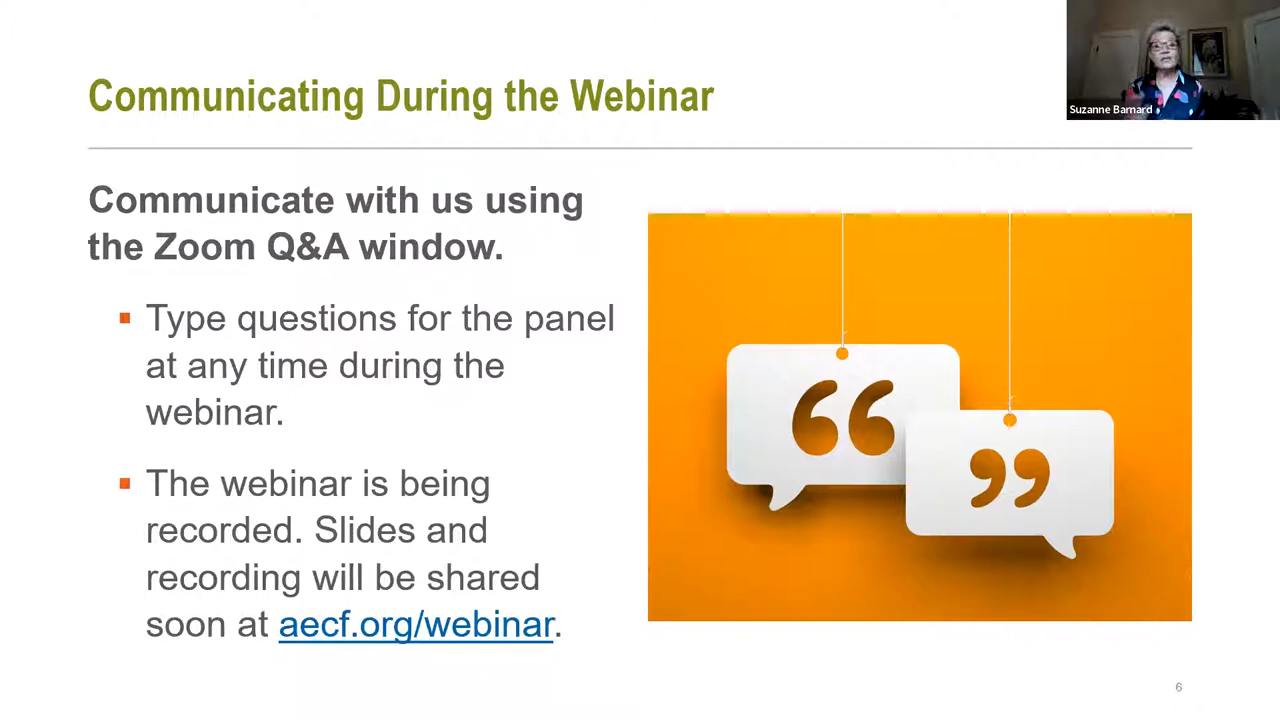 Communicating During the Webinar
Suzanne Barnard
Communicate with us using
the Zoom Q&A window.
▪ Type questions for the panel
at any time during the
webinar.
▪ The webinar is being
recorded. Slides and
recording will be shared
soon at aecf.org/webinar.
“
”
6